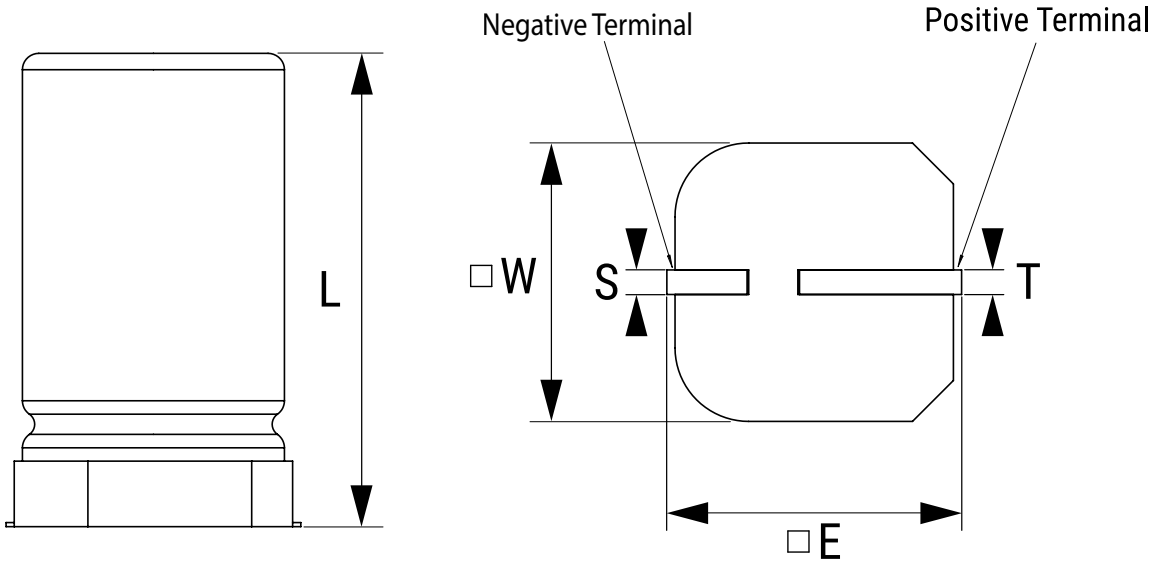 Negative Terminal
Positive Terminal
L
□ W
S
T
□ E